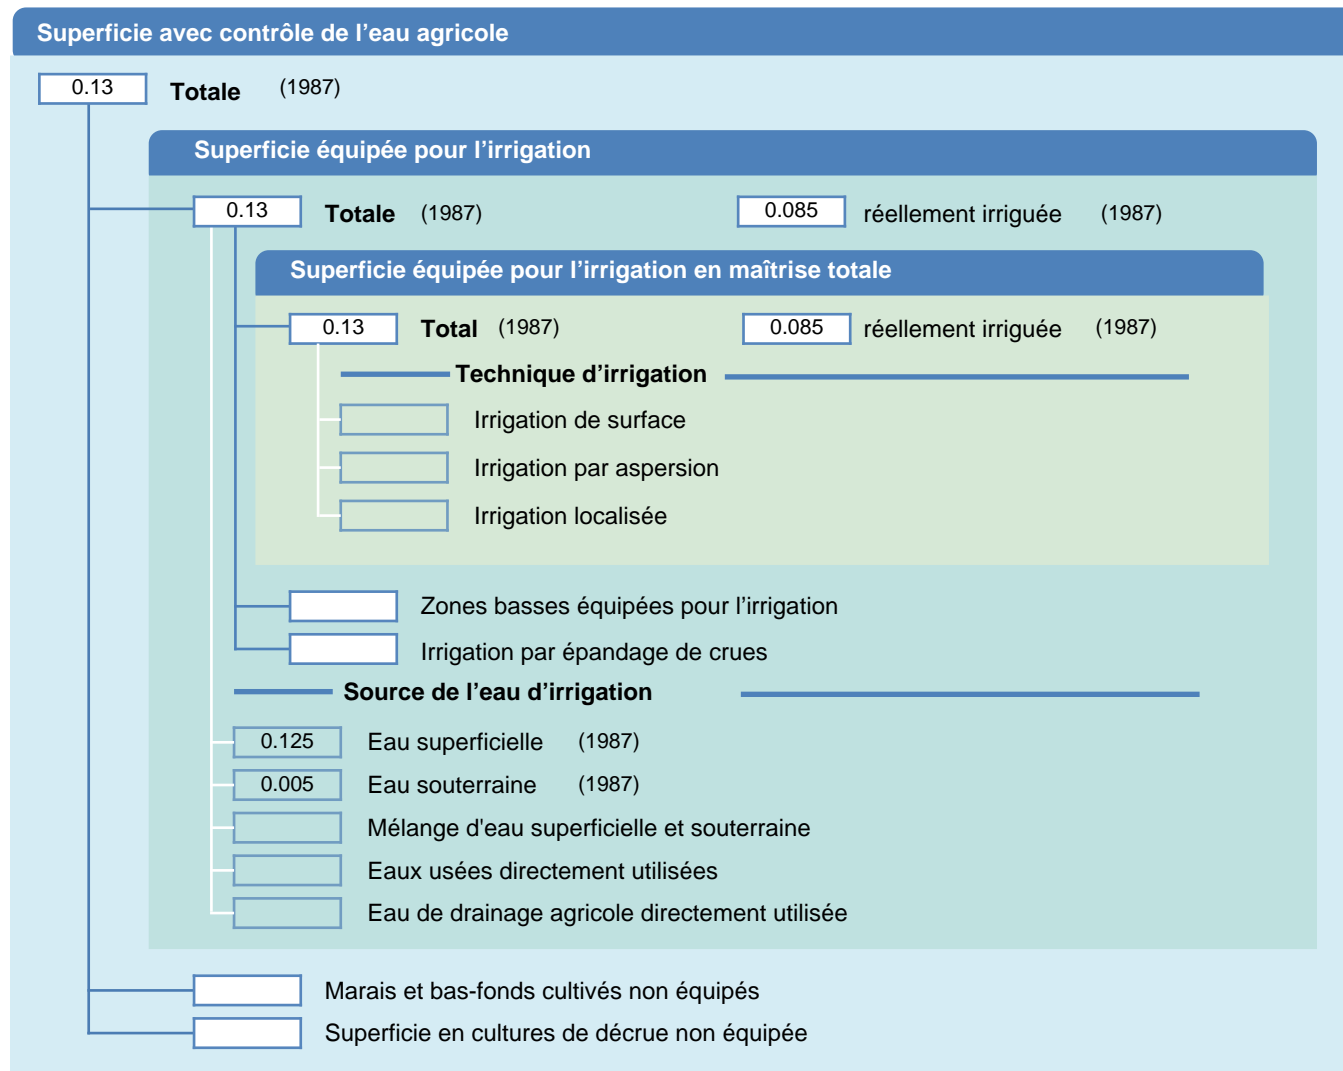 Superficie avec contrôle de l'eau agricole
0.13 Totale (1987)
Superficie équipée pour l'irrigation
0.13 Totale (1987) 0.085 réellement irriguée (1987)
Superficie équipée pour l'irrigation en maîtrise totale
0.13 Total (1987) 0.085 réellement irriguée (1987)
Technique d'irrigation
Irrigation de surface
Irrigation par aspersion
Irrigation localisée
Zones basses équipées pour l'irrigation
Irrigation par épandage de crues
Source de l'eau d'irrigation
0.125 Eau superficielle (1987)
0.005 Eau souterraine (1987)
Mélange d'eau superficielle et souterraine
Eaux usées directement utilisées
Eau de drainage agricole directement utilisée
Marais et bas-fonds cultivés non équipés
Superficie en cultures de décrue non équipée